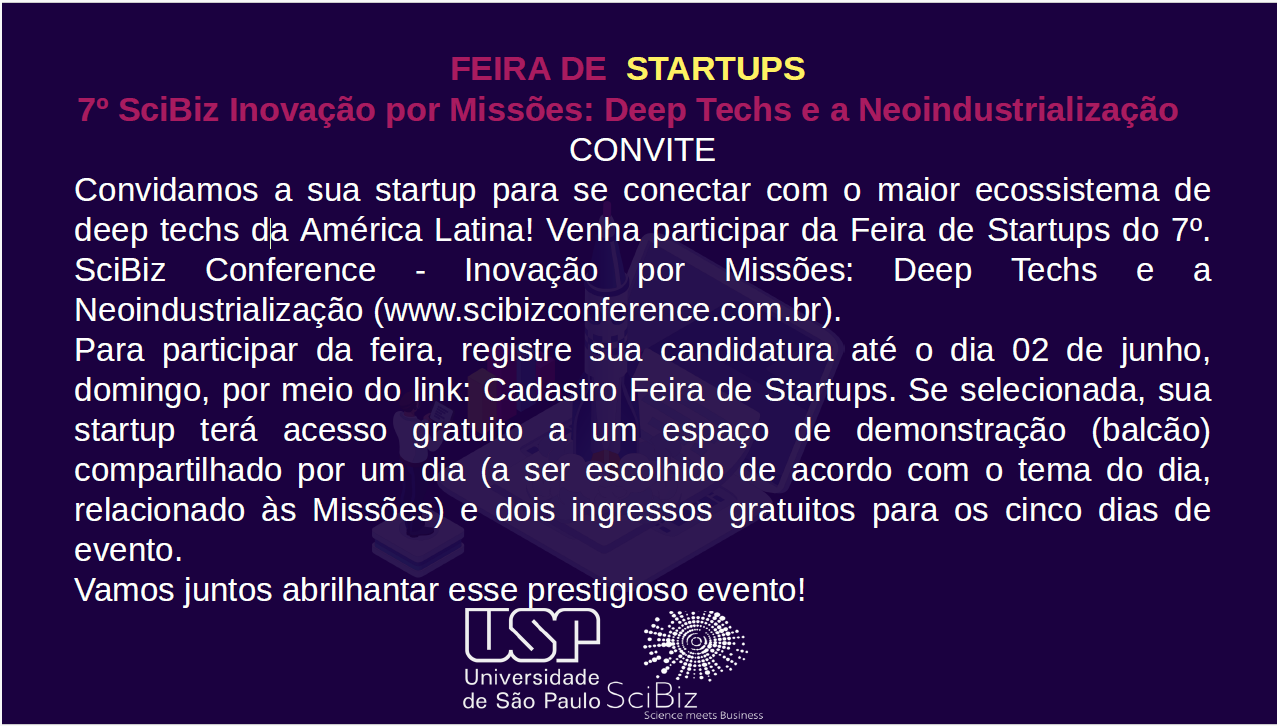 FEIRA DE STARTUPS
7º SciBiz Inovação por Missões: Deep Techs e a Neoindustrialização
CONVITE
Convidamos a sua startup para se conectar com o maior ecossistema de
deep techs da América Latina! Venha participar da Feira de Startups do 7º.
SciBiz Conference - Inovação por Missões: Deep Techs e a
Neoindustrialização (www.scibizconference.com.br).
Para participar da feira, registre sua candidatura até o dia 02 de junho,
domingo, por meio do link: Cadastro Feira de Startups. Se selecionada, sua
startup terá acesso gratuito a um espaço de demonstração (balcão)
compartilhado por um dia (a ser escolhido de acordo com o tema do dia,
relacionado às Missões) e dois ingressos gratuitos para os cinco dias de
evento.
Vamos juntos abrilhantar esse prestigioso evento!
USP
Universidade
de São Paulo
SciBiz
Science meets Business